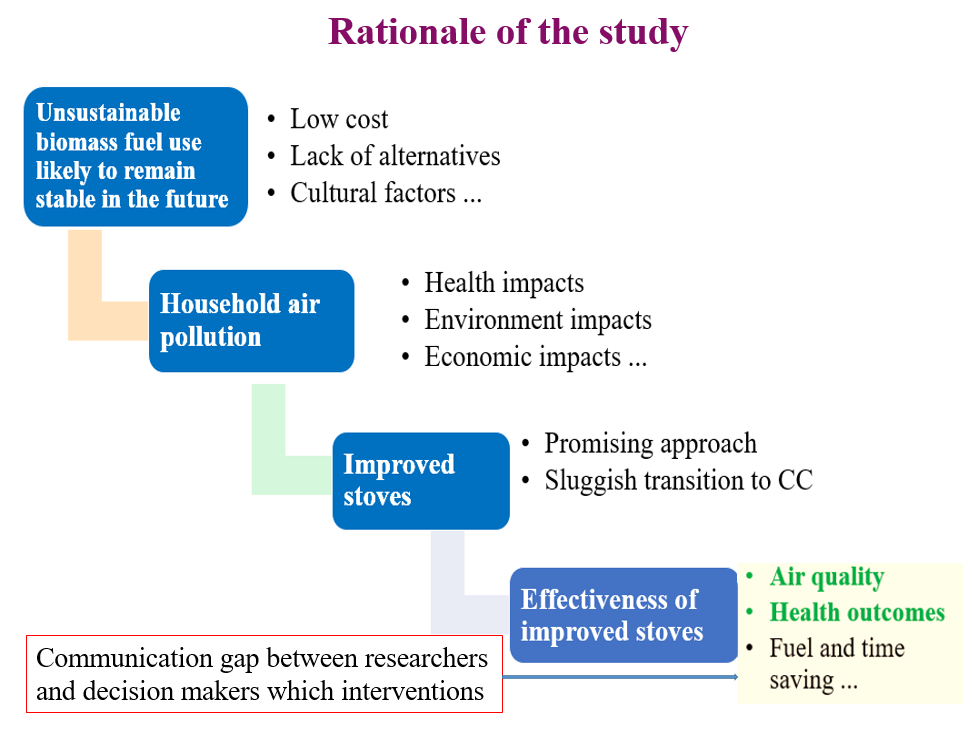 Rationale of the study
Unsustainable
biomass fuel use
likely to remain
stable in the future
• Low cost
• Lack of alternatives
• Cultural factors ...
Household air
pollution
• Health impacts
• Environment impacts
• Economic impacts ...
Improved
stoves
• Promising approach
• Sluggish transition to CC
Effectiveness of
improved stoves
• Air quality
• Health outcomes
• Fuel and time
saving ...
Communication gap between researchers
and decision makers which interventions